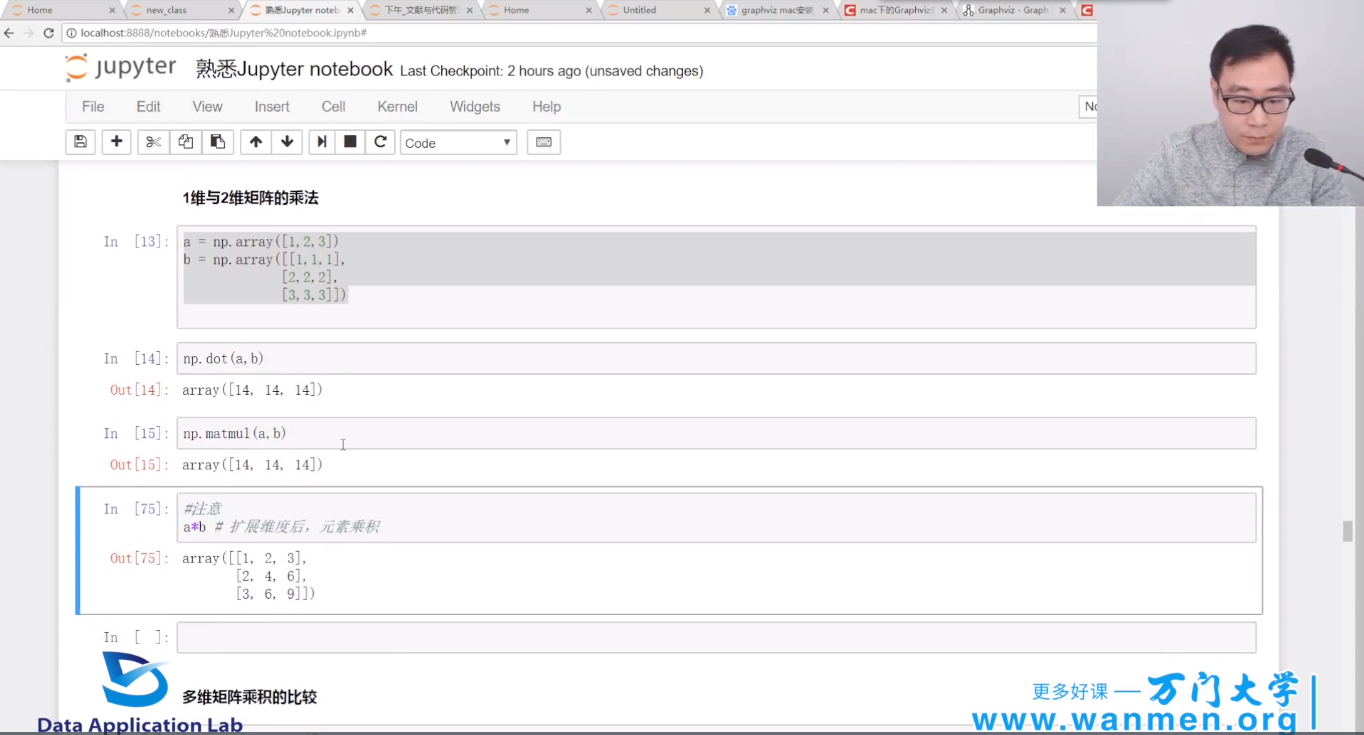 Home
new_class
熟悉Jupyter noteb
下午_文献与代码管
Home
Untitled
graphviz mac安装
mac下的Graphviz
Graphviz - Graph
localhost:8888/notebooks/熟悉Jupyter%20notebook.ipynb#
jupyter 熟悉Jupyter notebook Last Checkpoint: 2 hours ago (unsaved changes)
File Edit View Insert Cell Kernel Widgets Help
Code
1维与2维矩阵的乘法
In [13]: a = np.array([1,2,3])
b = np.array([[1,1,1],
[2,2,2],
[3,3,3]])
In [14]: np.dot(a,b)
Out[14]: array([14, 14, 14])
In [15]: np.matmul(a,b)
Out[15]: array([14, 14, 14])
In [75]: #注意
a*b # 扩展维度后，元素乘积
Out[75]: array([[1, 2, 3],
[2, 4, 6],
[3, 6, 9]])
In [ ]:
多维矩阵乘积的比较
Data Application Lab
更多好课 — 万门大学
www.wanmen.org